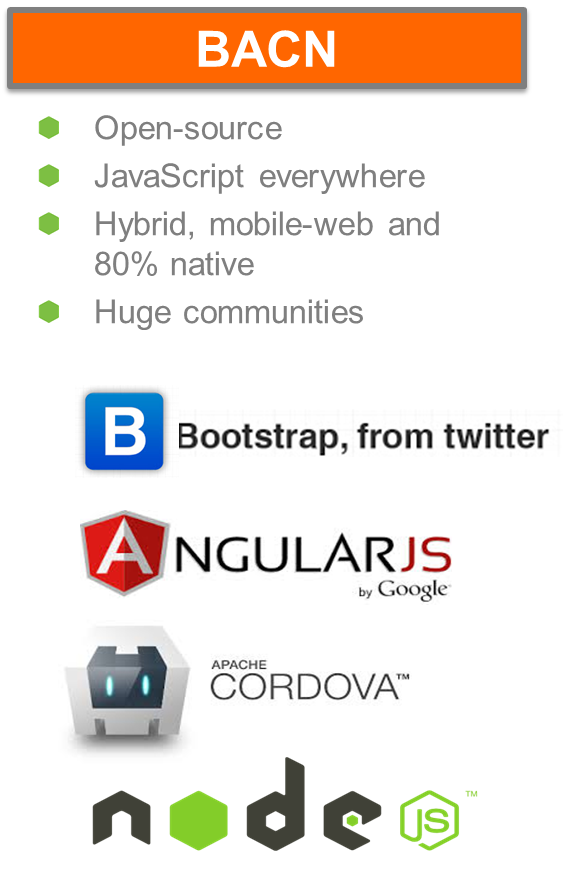 BACN
Open-source
JavaScript everywhere
Hybrid, mobile-web and
80% native
Huge communities
B Bootstrap, from twitter
ANGULARJS
by Google™
APACHE
CORDOVA™
node JS™